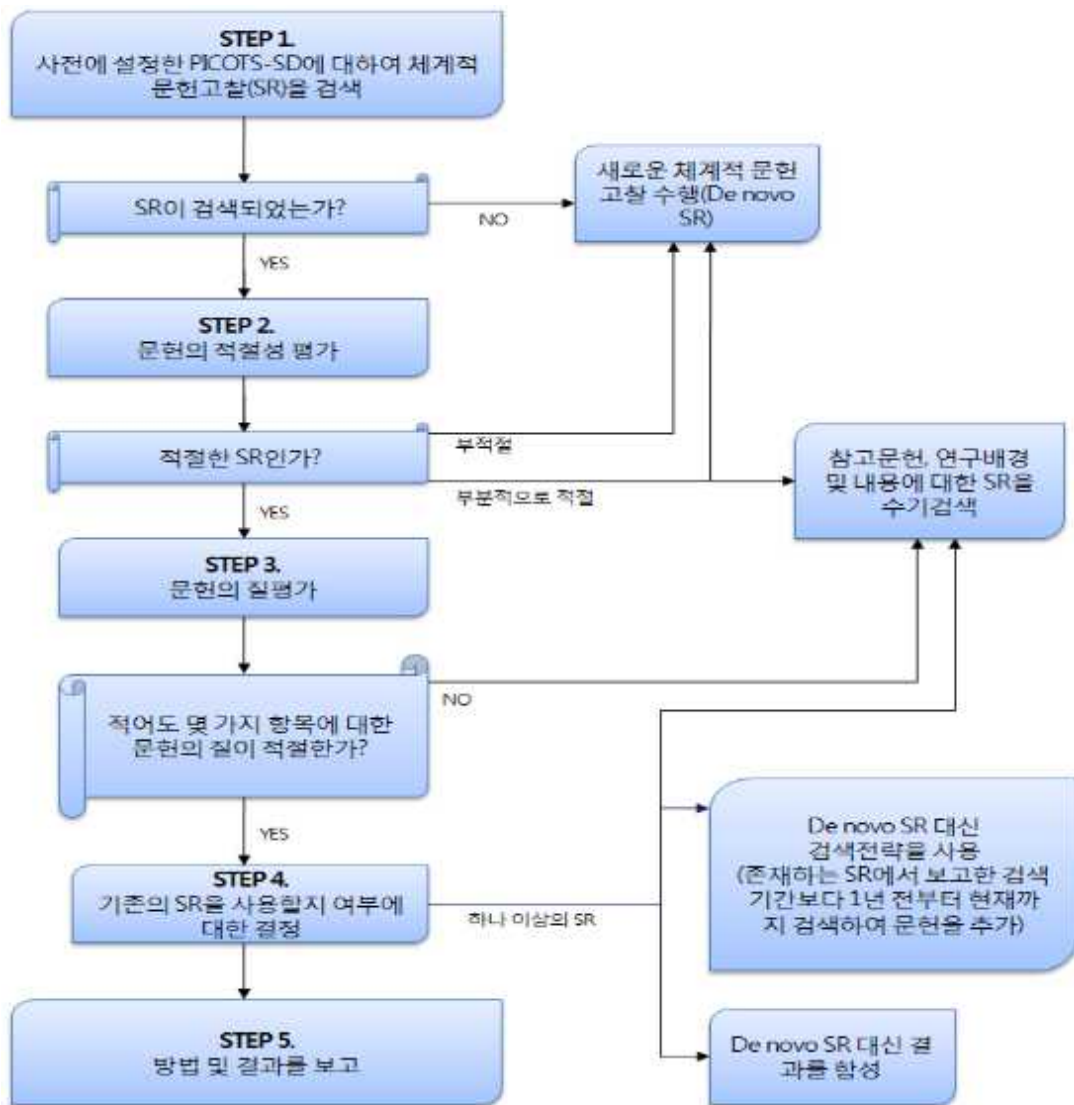 STEP 1.
사전에 설정한 PICOTS-SD에 대하여 체계적
문헌고찰(SR)을 검색
SR이 검색되었는가?
NO
새로운 체계적 문헌
고찰 수행(De novo
SR)
YES
STEP 2.
문헌의 적절성 평가
적절한 SR인가?
부적절
부분적으로 적절
참고문헌, 연구배경
및 내용에 대한 SR을
수기검색
YES
STEP 3.
문헌의 질평가
적어도 몇 가지 항목에 대한
문헌의 질이 적절한가?
NO
YES
STEP 4.
기존의 SR을 사용할지 여부에
대한 결정
하나 이상의 SR
De novo SR 대신
검색전략을 사용
(존재하는 SR에서 보고한 검색
기간보다 1년 전부터 현재까
지 검색하여 문헌을 추가)
STEP 5.
방법 및 결과를 보고
De novo SR 대신 결
과를 합성